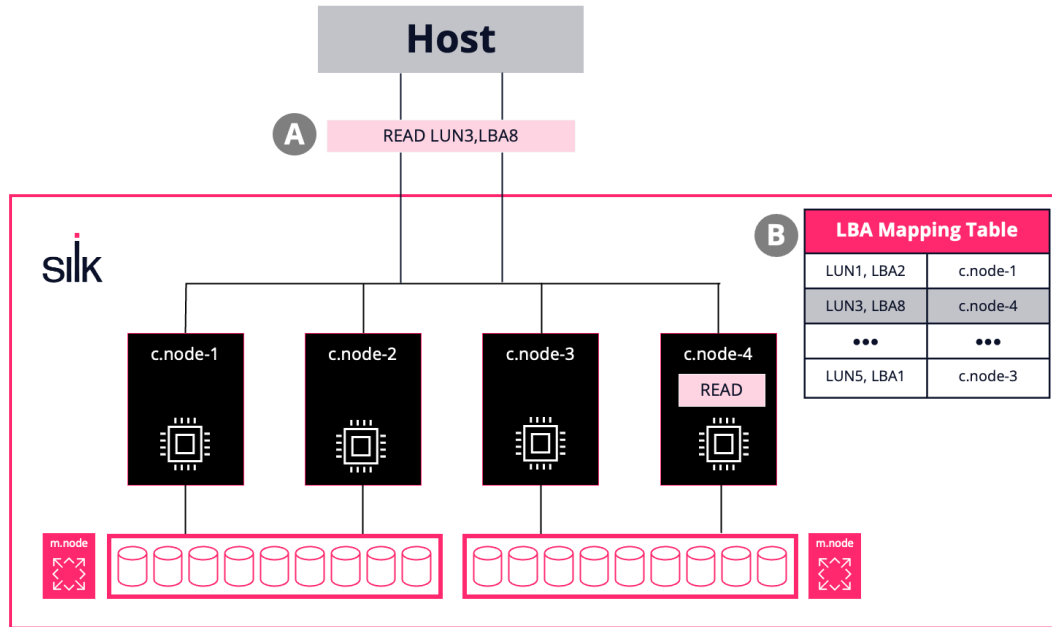 Host
A
READ LUN3,LBA8
silk
B
LBA Mapping Table
LUN1, LBA2 c.node-1
LUN3, LBA8 c.node-4
••• •••
LUN5, LBA1 c.node-3
c.node-1 c.node-2 c.node-3 c.node-4
READ
m.node m.node